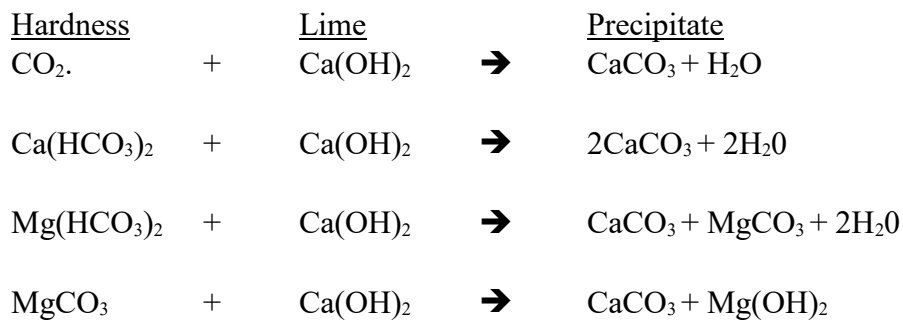 Hardness Lime Precipitate
CO₂. + Ca(OH)₂ ➔ CaCO₃ + H₂O
Ca(HCO₃)₂ + Ca(OH)₂ ➔ 2CaCO₃ + 2H₂0
Mg(HCO₃)₂ + Ca(OH)₂ ➔ CaCO₃ + MgCO₃ + 2H₂0
MgCO₃ + Ca(OH)₂ ➔ CaCO₃ + Mg(OH)₂